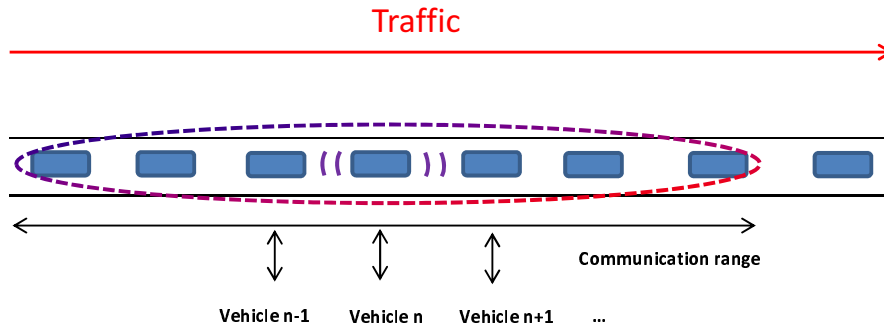 Traffic
Communication range
Vehicle n-1 Vehicle n Vehicle n+1 ...